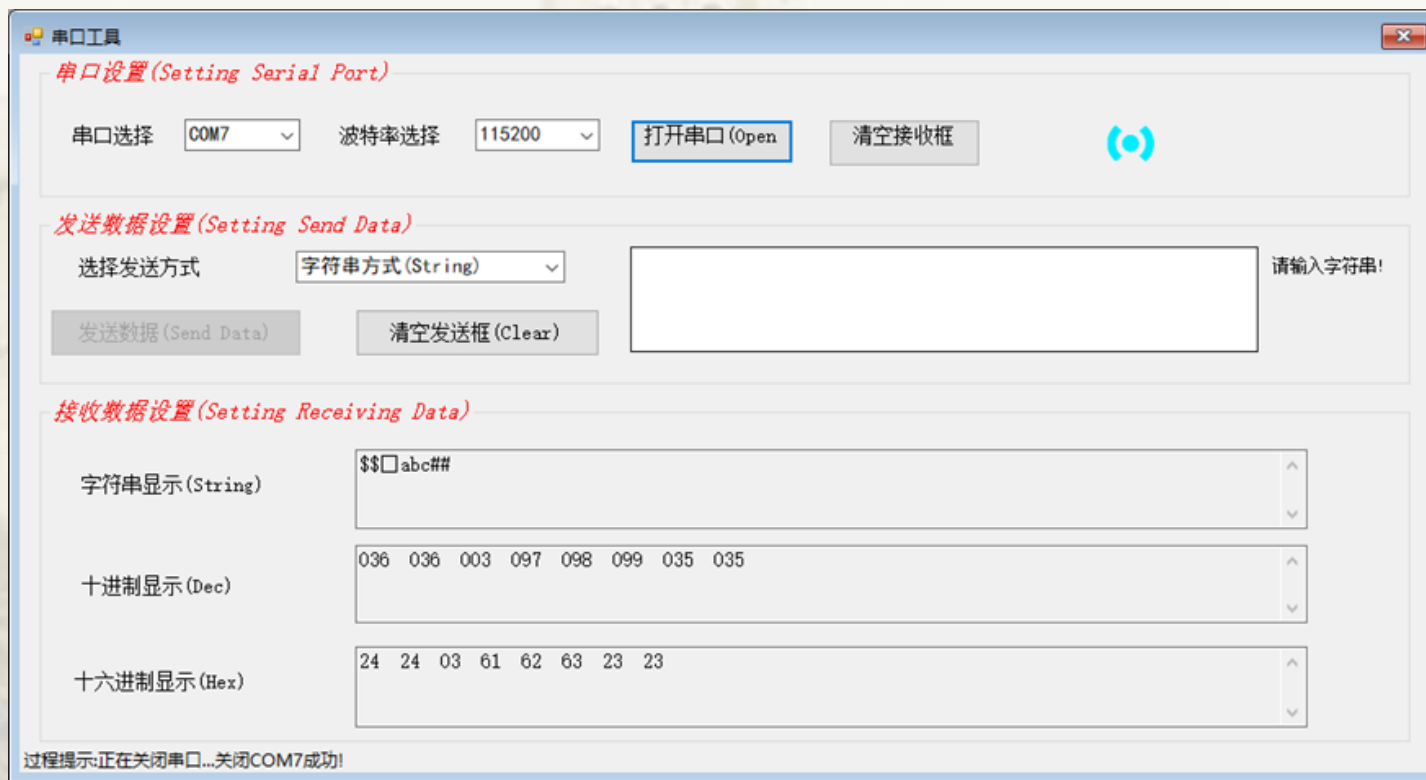 串口工具
串口设置(Setting Serial Port)
串口选择 COM7 波特率选择 115200 打开串口(Open 清空接收框
发送数据设置(Setting Send Data)
选择发送方式 字符串方式(String) 请输入字符串!
发送数据(Send Data) 清空发送框(Clear)
接收数据设置(Setting Receiving Data)
字符串显示(String) $$□abc##
十进制显示(Dec) 036 036 003 097 098 099 035 035
十六进制显示(Hex) 24 24 03 61 62 63 23 23
过程提示:正在关闭串口...关闭COM7成功!